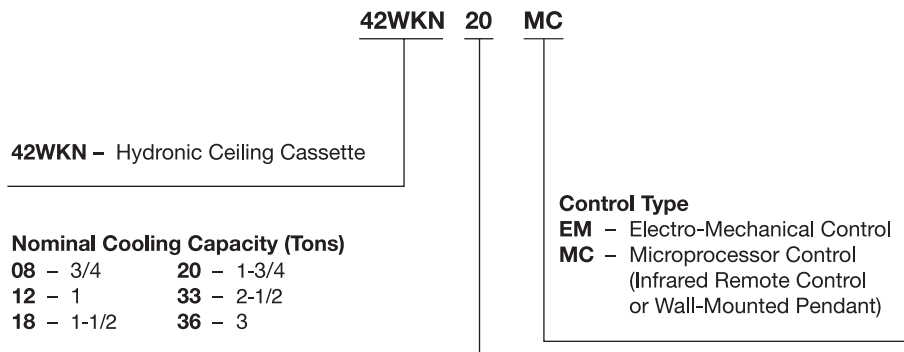 42WKN 20 MC
42WKN – Hydronic Ceiling Cassette
Nominal Cooling Capacity (Tons)
08 – 3/4 20 – 1-3/4
12 – 1 33 – 2-1/2
18 – 1-1/2 36 – 3
Control Type
EM – Electro-Mechanical Control
MC – Microprocessor Control
(Infrared Remote Control
or Wall-Mounted Pendant)